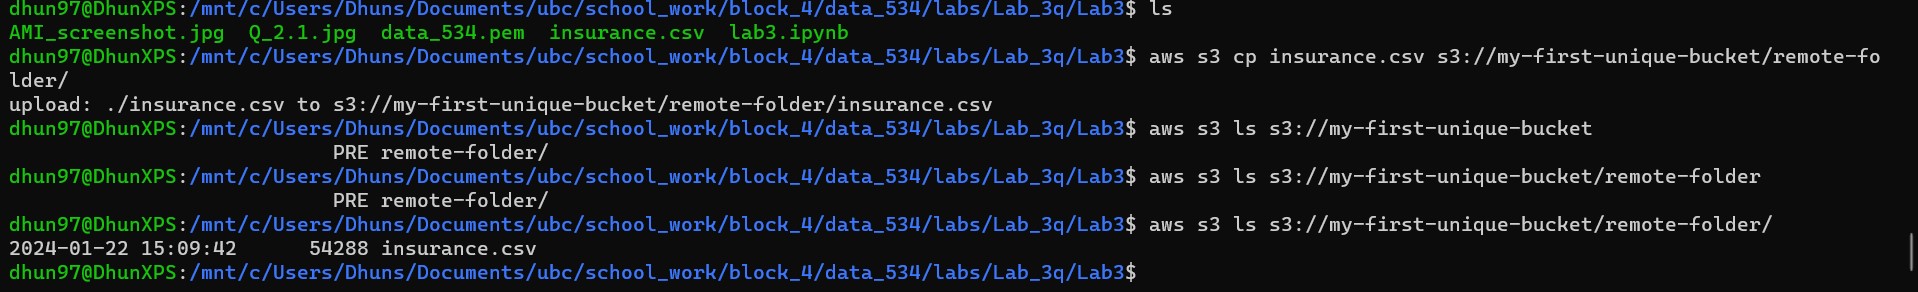 dhun97@DhunXPS:/mnt/c/Users/Dhuns/Documents/ubc/school_work/block_4/data_534/labs/Lab_3q/Lab3$ ls
AMI_screenshot.jpg  Q_2.1.jpg  data_534.pem  insurance.csv  lab3.ipynb
dhun97@DhunXPS:/mnt/c/Users/Dhuns/Documents/ubc/school_work/block_4/data_534/labs/Lab_3q/Lab3$ aws s3 cp insurance.csv s3://my-first-unique-bucket/remote-fo
lder/
upload: ./insurance.csv to s3://my-first-unique-bucket/remote-folder/insurance.csv
dhun97@DhunXPS:/mnt/c/Users/Dhuns/Documents/ubc/school_work/block_4/data_534/labs/Lab_3q/Lab3$ aws s3 ls s3://my-first-unique-bucket
                           PRE remote-folder/
dhun97@DhunXPS:/mnt/c/Users/Dhuns/Documents/ubc/school_work/block_4/data_534/labs/Lab_3q/Lab3$ aws s3 ls s3://my-first-unique-bucket/remote-folder
                           PRE remote-folder/
dhun97@DhunXPS:/mnt/c/Users/Dhuns/Documents/ubc/school_work/block_4/data_534/labs/Lab_3q/Lab3$ aws s3 ls s3://my-first-unique-bucket/remote-folder/
2024-01-22 15:09:42      54288 insurance.csv
dhun97@DhunXPS:/mnt/c/Users/Dhuns/Documents/ubc/school_work/block_4/data_534/labs/Lab_3q/Lab3$